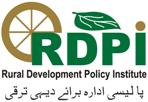 RDPi
Rural Development Policy Institute
پالیسی ادارہ برائے دیہی ترقی